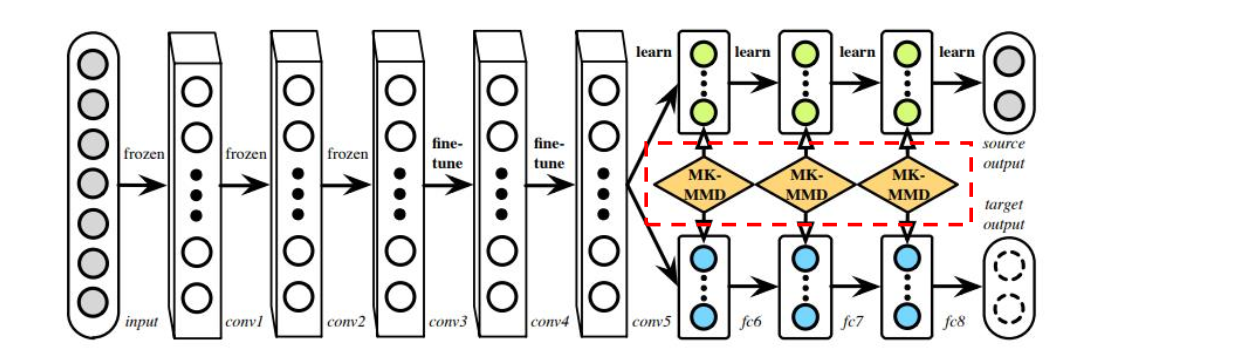 learn learn learn learn
frozen frozen frozen fine-
tune fine-
tune
MK-
MMD MK-
MMD MK-
MMD
source
output
target
output
input conv1 conv2 conv3 conv4 conv5 fc6 fc7 fc8